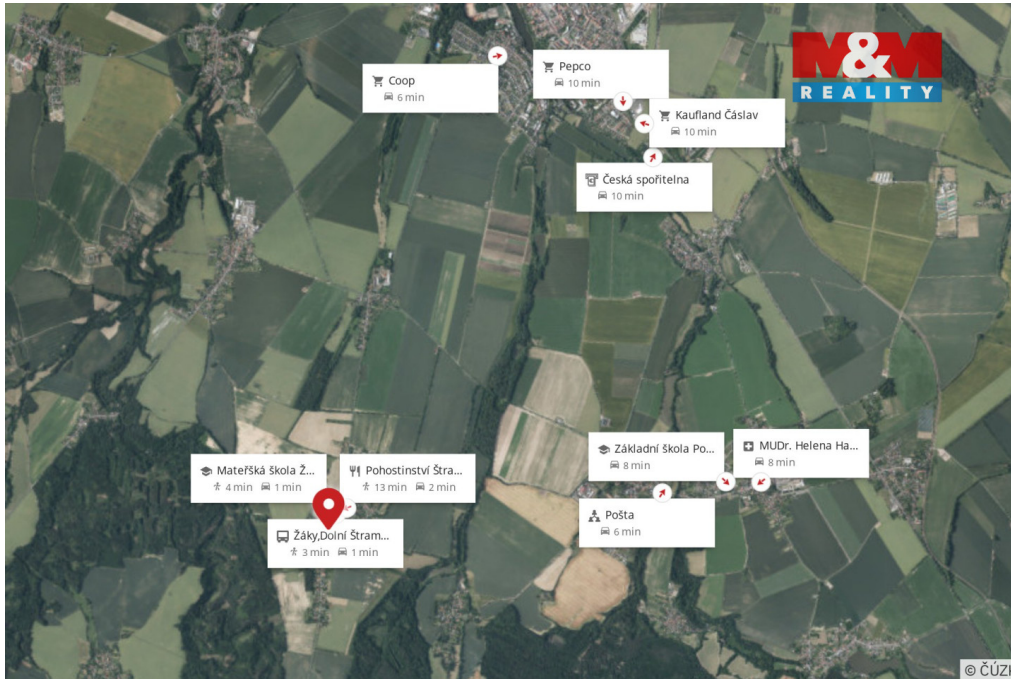 M&M
REALITY
Coop
6 min
Pepco
10 min
Kaufland Čáslav
10 min
Česká spořitelna
10 min
Mateřská škola Ž...
4 min 1 min
Pohostinství Štra...
13 min 2 min
Žáky,Dolní Štram...
3 min 1 min
Základní škola Po...
8 min
MUDr. Helena Ha...
8 min
Pošta
6 min
© ČÚZK